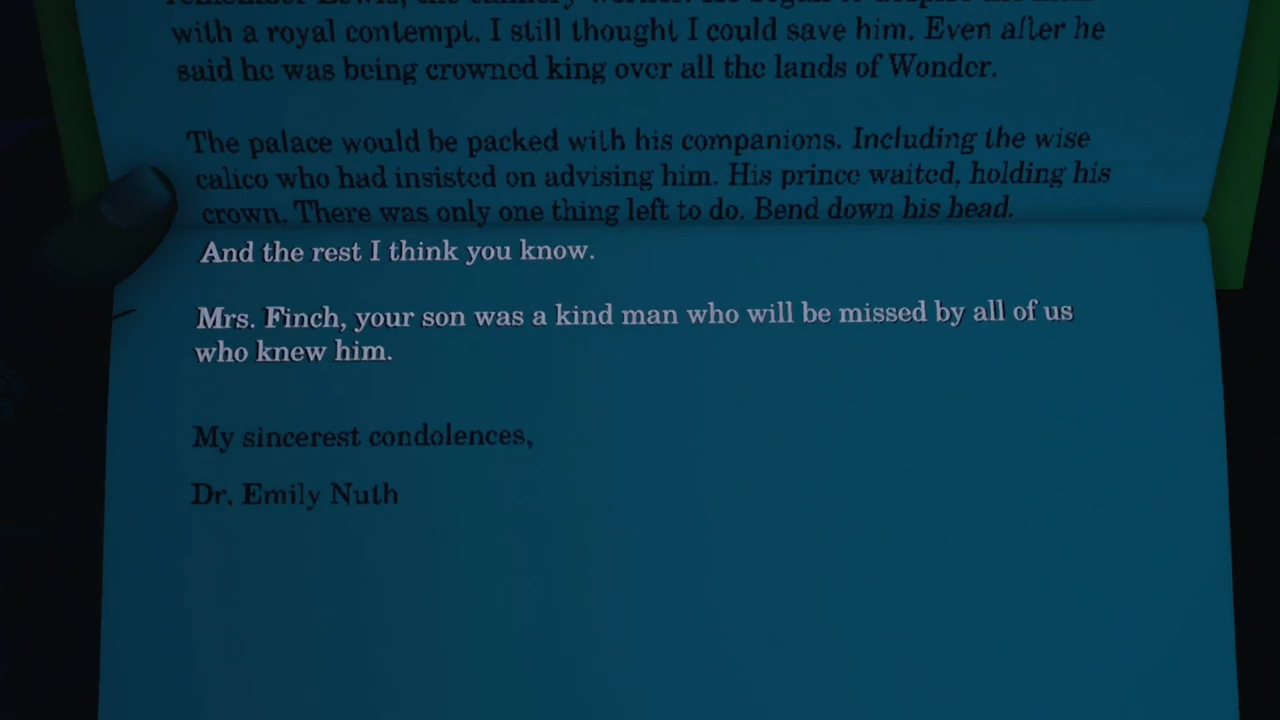 with a royal contempt. I still thought I could save him. Even after he
said he was being crowned king over all the lands of Wonder.
The palace would be packed with his companions. Including the wise
calico who had insisted on advising him. His prince waited, holding his
crown. There was only one thing left to do. Bend down his head.
And the rest I think you know.
Mrs. Finch, your son was a kind man who will be missed by all of us
who knew him.
My sincerest condolences,
Dr. Emily Nuth